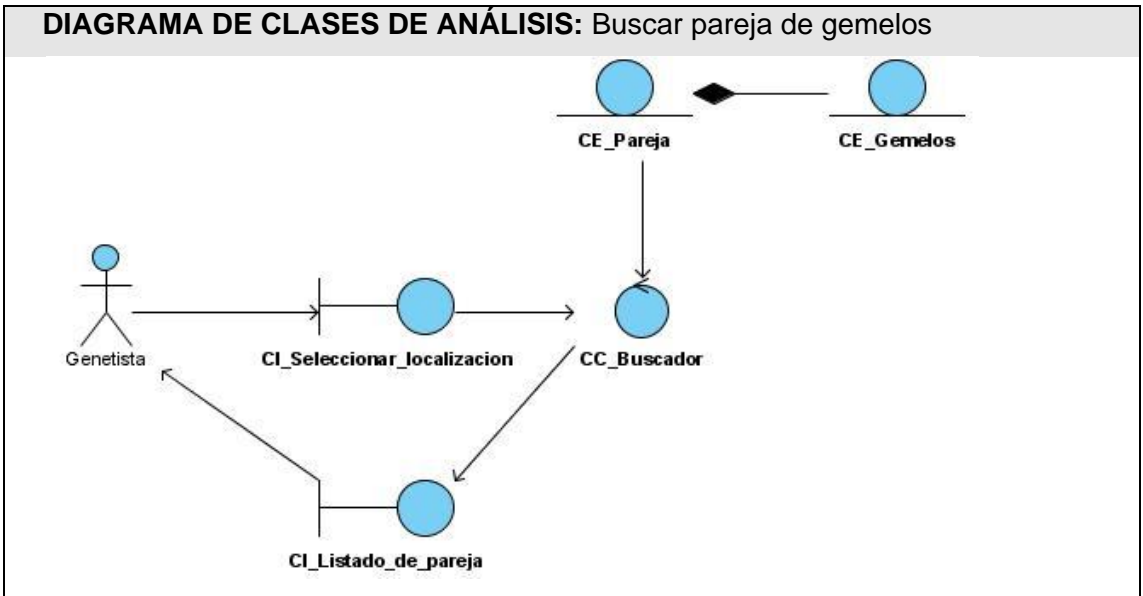 DIAGRAMA DE CLASES DE ANÁLISIS: Buscar pareja de gemelos
CE_Pareja
CE_Gemelos
Genetista
CI_Seleccionar_localizacion
CC_Buscador
CI_Listado_de_pareja